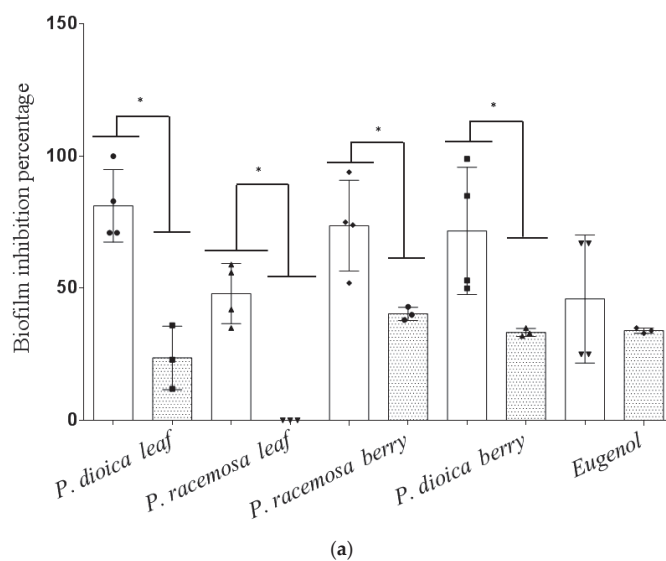 150
100
50
0
Biofilm inhibition percentage
*
*
*
*
P. dioica leaf
P. racemosa leaf
P. racemosa berry
P. dioica berry
Eugenol
(a)